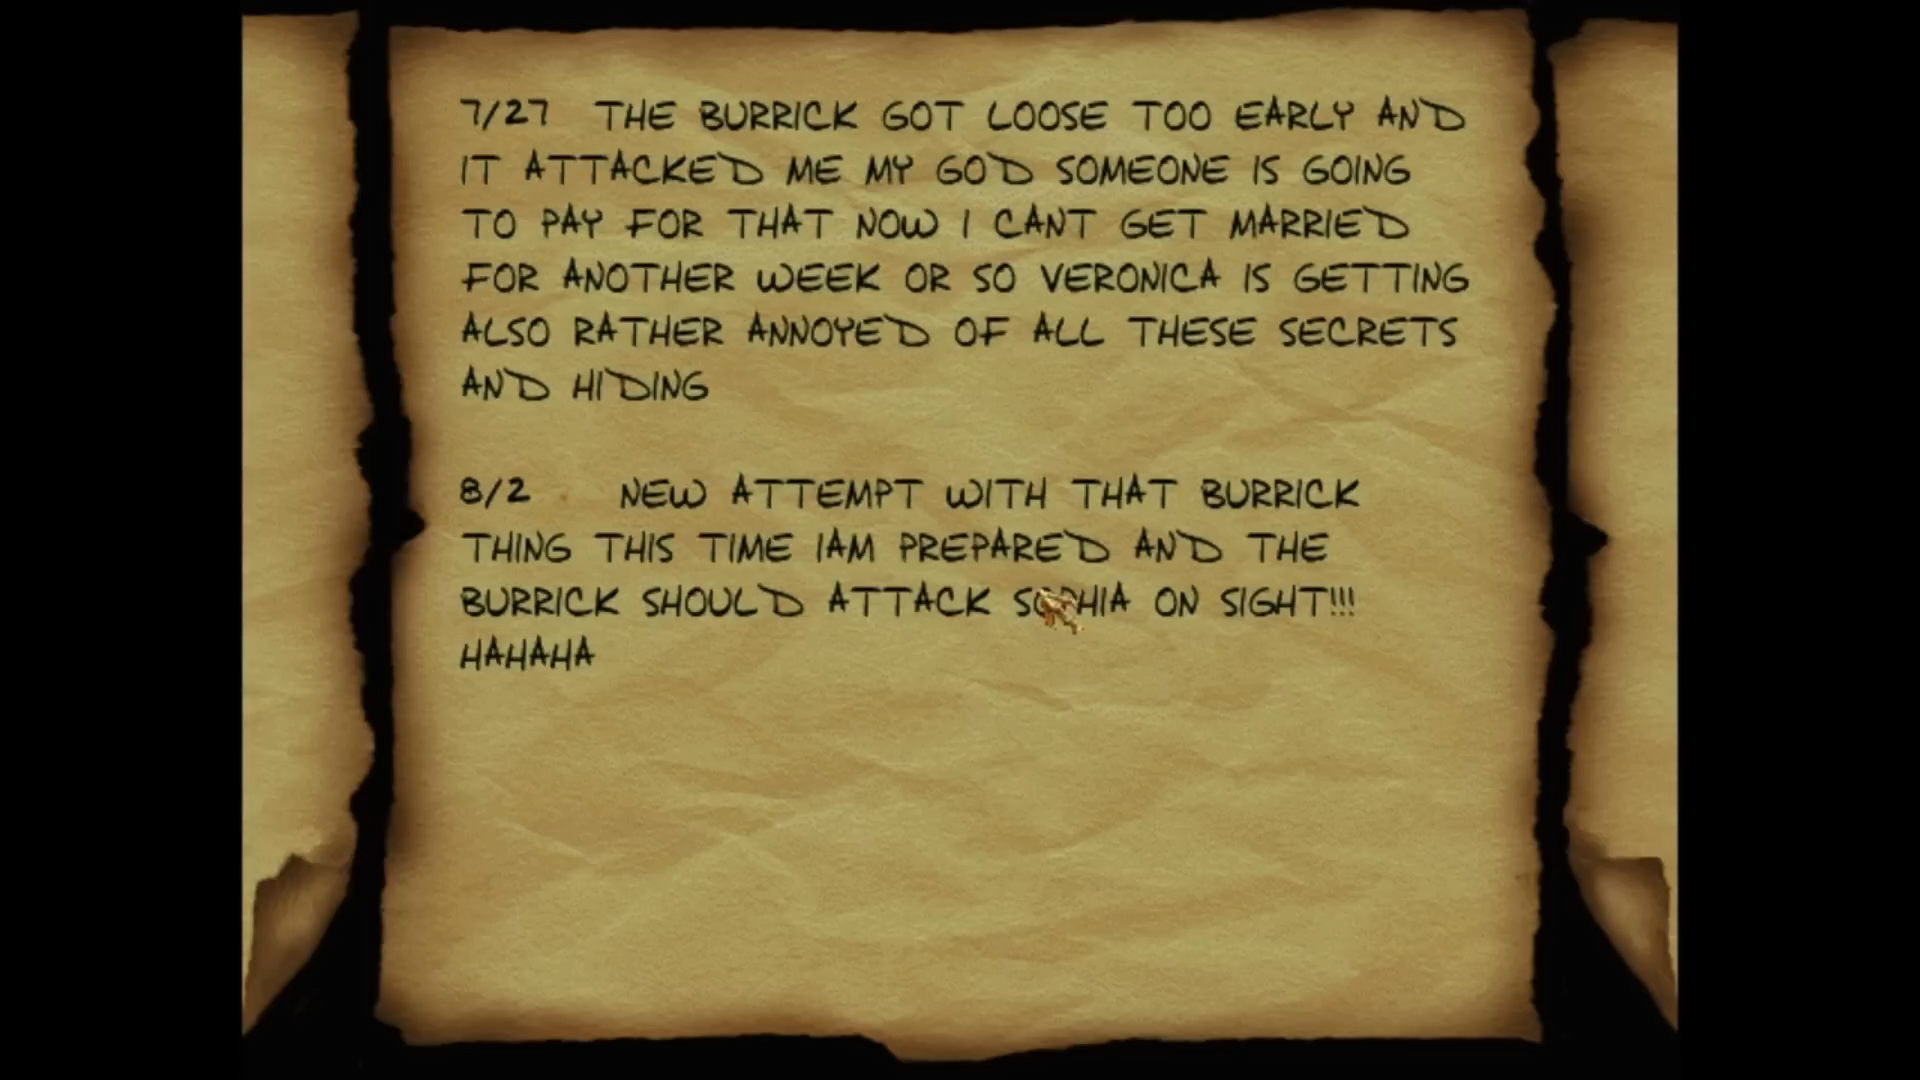 7/27 THE BURRICK GOT LOOSE TOO EARLY AND
IT ATTACKED ME MY GOD SOMEONE IS GOING
TO PAY FOR THAT NOW I CANT GET MARRIED
FOR ANOTHER WEEK OR SO VERONICA IS GETTING
ALSO RATHER ANNOYED OF ALL THESE SECRETS
AND HIDING
8/2 NEW ATTEMPT WITH THAT BURRICK
THING THIS TIME IAM PREPARED AND THE
BURRICK SHOULD ATTACK SOPHIA ON SIGHT!!!
HAHAHA